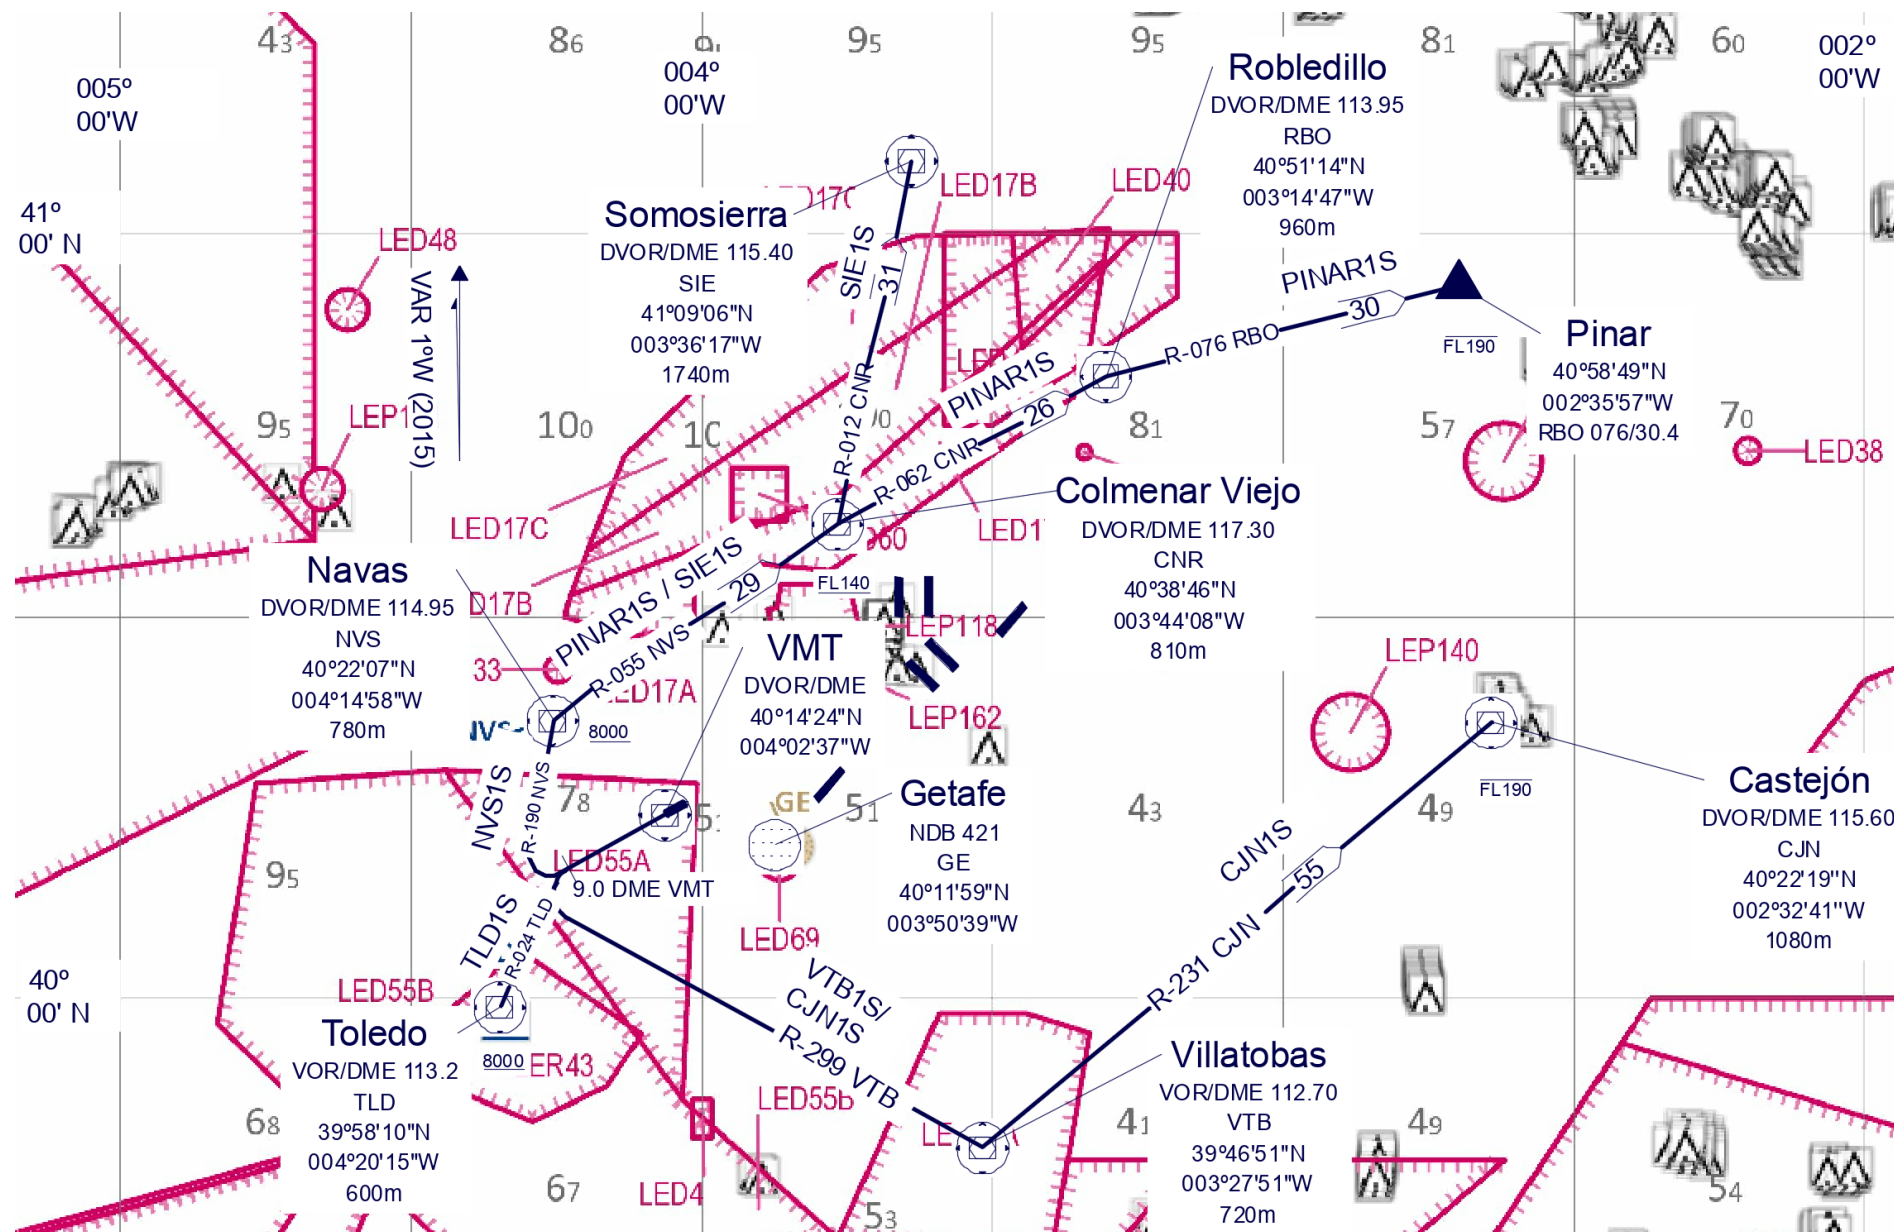 43
86
95
95
81
60
002º
00'W
005º
00'W
004º
00'W
Robledillo
DVOR/DME 113.95
RBO
40º51'14"N
003º14'47"W
960m
LED17B
LED40
Somosierra
DVOR/DME 115.40
SIE
41º09'06"N
003º36'17"W
1740m
41º
00' N
LED48
VAR 1ºW (2015)
SIE1S
31
R-012 CNR
PINAR1S
30
R-076 RBO
FL190
Pinar
40º58'49"N
002º35'57"W
RBO 076/30.4
PINAR1S
26
R-062 CNR
95
LEP1
100
10
81
57
70
LED38
LED17C
Colmenar Viejo
DVOR/DME 117.30
CNR
40º38'46"N
003º44'08"W
810m
LED1
Navas
DVOR/DME 114.95
NVS
40º22'07"N
004º14'58"W
780m
D17B
PINAR1S / SIE1S
29
R-055 NVS
FL140
LEP118
33
8000
VMT
DVOR/DME
40º14'24"N
004º02'37"W
LEP162
LEP140
NVS1S
R-190 NVS
78
GE
51
43
49
FL190
Castejón
DVOR/DME 115.60
CJN
40º22'19"N
002º32'41"W
1080m
Getafe
NDB 421
GE
40º11'59"N
003º50'39"W
LED55A
9.0 DME VMT
95
LED69
CJN1S
55
R-231 CJN
TLD1S
R-024 TLD
VTB1S/
CJN1S
R-299 VTB
40º
00' N
LED55B
Toledo
VOR/DME 113.2
TLD
39º58'10"N
004º20'15"W
600m
8000
ER43
Villatobas
VOR/DME 112.70
VTB
39º46'51"N
003º27'51"W
720m
LED55b
68
41
49
67
LED4
53
54